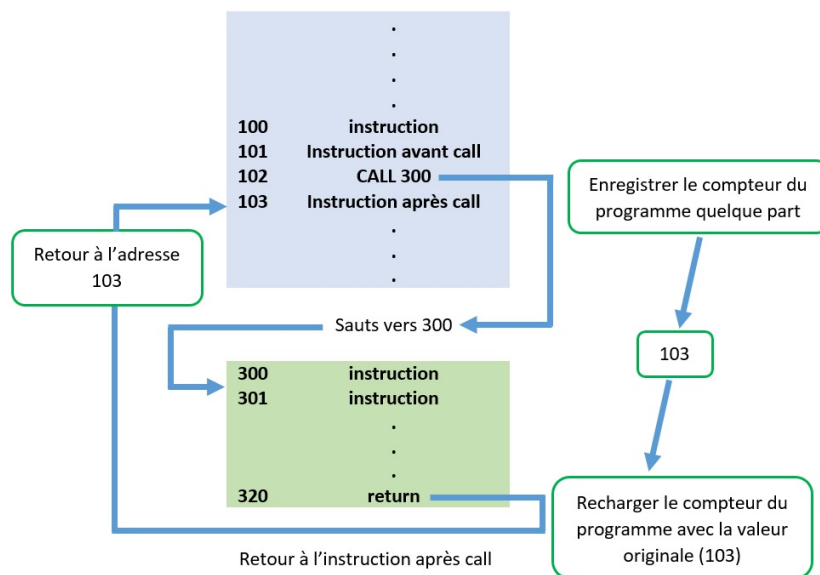 .
.
.
.
100 instruction
101 Instruction avant call
102 CALL 300
103 Instruction après call
.
.
.
Enregistrer le compteur du
programme quelque part
Retour à l’adresse
103
Sauts vers 300
103
300 instruction
301 instruction
.
.
.
320 return
Recharger le compteur du
programme avec la valeur
originale (103)
Retour à l’instruction après call